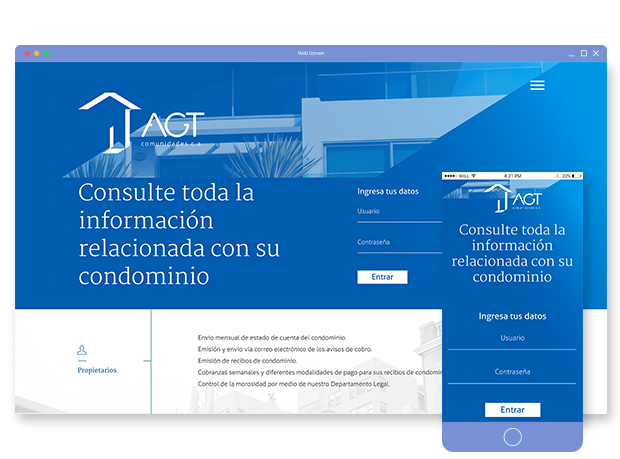 Web Screen
AGT
comunidades c.a.
Consulte toda la
información
relacionada con su
condominio
Ingresa tus datos
Usuario
Contraseña
Entrar
Propietarios
Envío mensual de estado de cuenta del condominio.
Emisión y envío vía correo electrónico de los avisos de cobro.
Emisión de recibos de condominio.
Cobranzas semanales y diferentes modalidades de pago para sus recibos de condomin
Control de la morosidad por medio de nuestro Departamento Legal.
4:21 PM
22%
AGT
Consulte toda la
información
relacionada con su
condominio
Ingresa tus datos
Usuario
Contraseña
Entrar